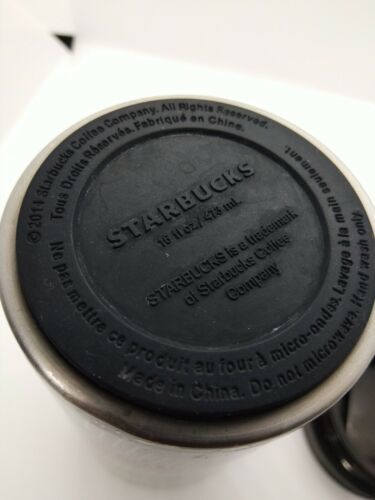 ©2014 Starbucks Coffee Company. All Rights Reserved.
Tous Droits Réservés. Fabriqué en Chine.
STARBUCKS
16 fl oz / 473 mL
STARBUCKS is a trademark
of Starbucks Coffee
Company
Ne pas mettre ce produit au four à micro-ondes. Lavage à la main seulement.
Made in China. Do not microwave. Hand wash only.